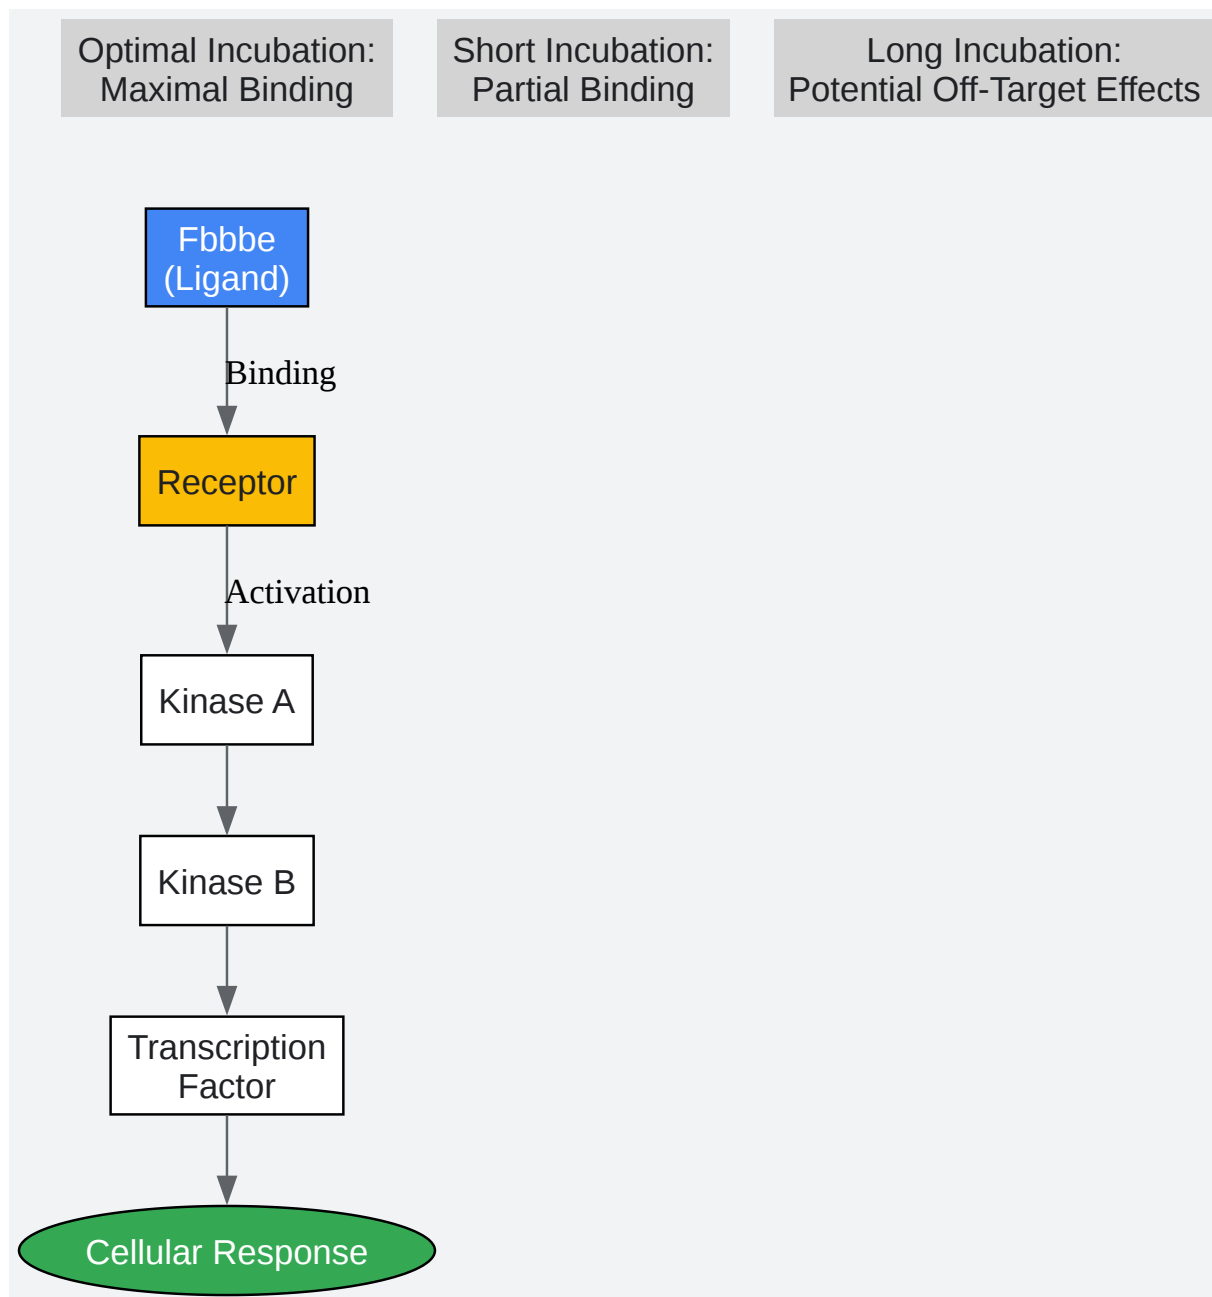 Optimal Incubation:
Maximal Binding
Short Incubation:
Partial Binding
Long Incubation:
Potential Off-Target Effects
Fbbbe
(Ligand)
Binding
Receptor
Activation
Kinase A
Kinase B
Transcription
Factor
Cellular Response